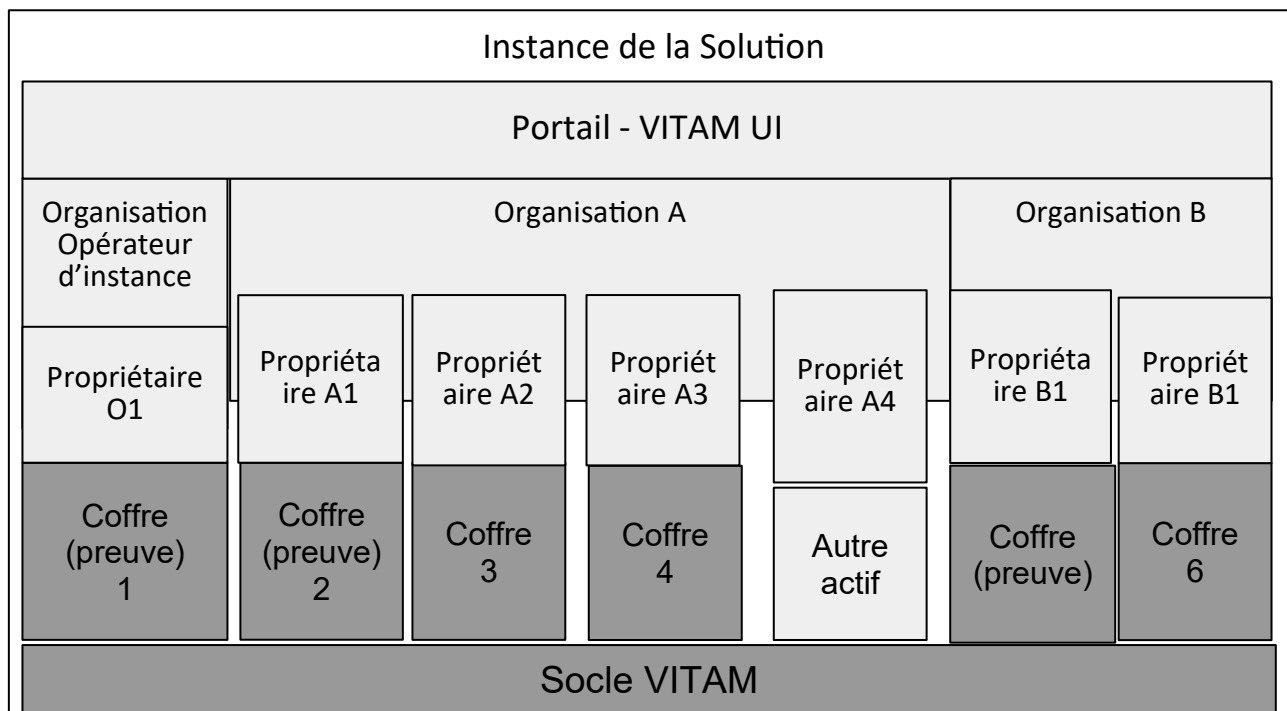 Instance de la Solution
Portail - VITAM UI
Organisation
Opérateur
d'instance
Organisation A
Organisation B
Propriétaire
O1
Propriéta
ire A1
Propriét
aire A2
Propriét
aire A3
Propriét
aire A4
Propriéta
ire B1
Propriét
aire B1
Coffre
(preuve)
1
Coffre
(preuve)
2
Coffre
3
Coffre
4
Autre
actif
Coffre
(preuve)
Coffre
6
Socle VITAM